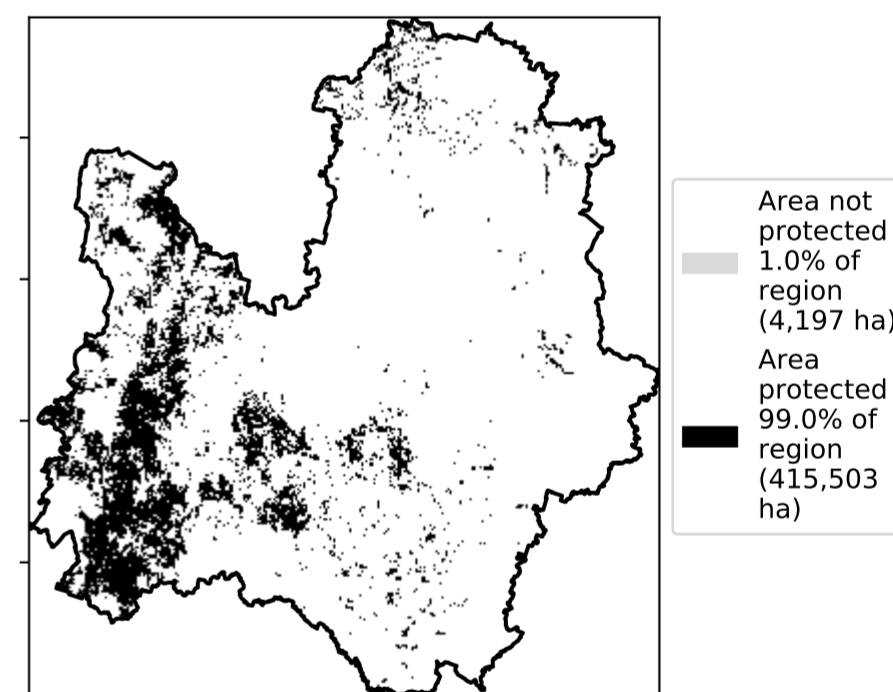 Area not
protected
1.0% of
region
(4,197 ha)
Area
protected
99.0% of
region
(415,503
ha)